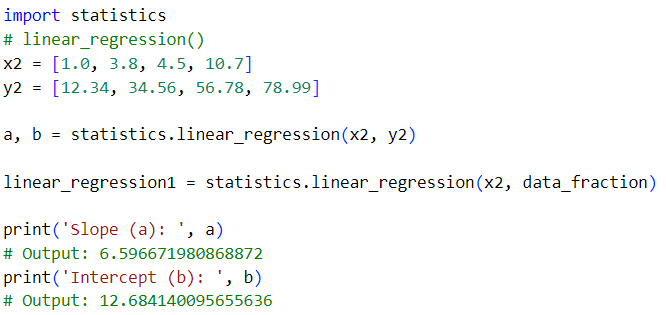 import statistics
# linear_regression()
x2 = [1.0, 3.8, 4.5, 10.7]
y2 = [12.34, 34.56, 56.78, 78.99]
a, b = statistics.linear_regression(x2, y2)
linear_regression1 = statistics.linear_regression(x2, data_fraction)
print('Slope (a): ', a)
# Output: 6.596671980868872
print('Intercept (b): ', b)
# Output: 12.684140095655636